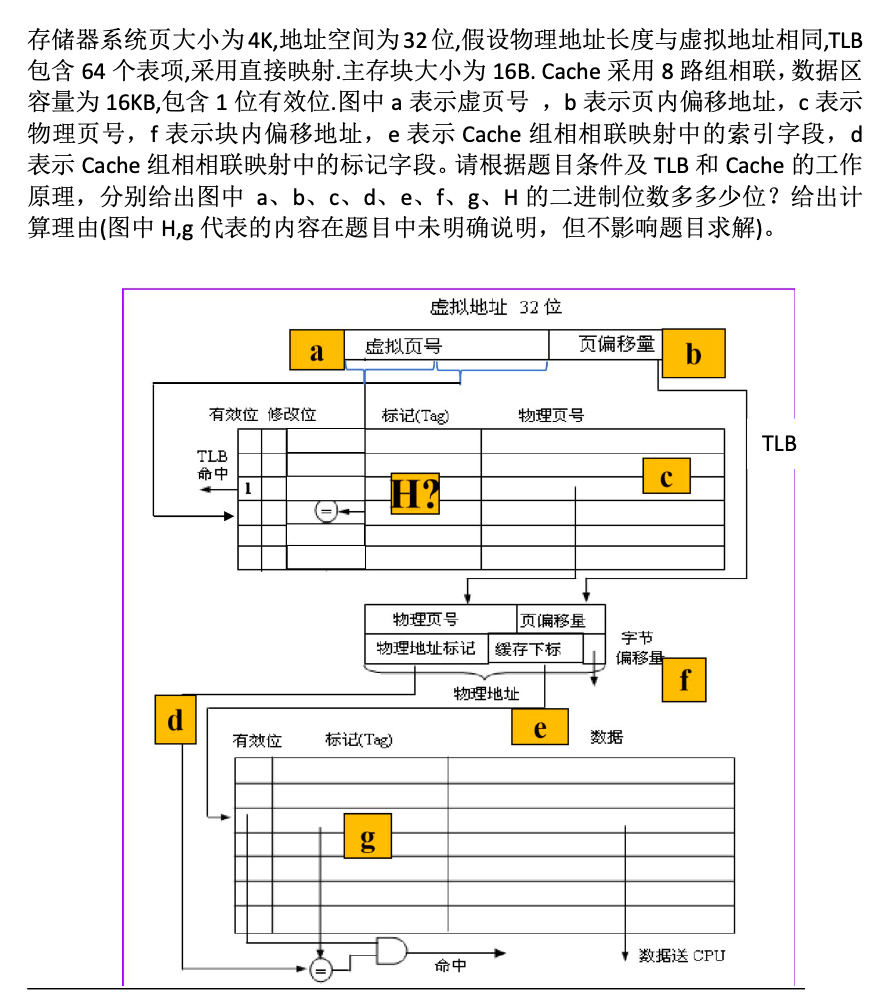 存储器系统页大小为4K,地址空间为32位,假设物理地址长度与虚拟地址相同,TLB
包含 64 个表项,采用直接映射.主存块大小为 16B. Cache 采用 8 路组相联，数据区
容量为 16KB,包含 1 位有效位.图中 a 表示虚页号 ，b 表示页内偏移地址，c 表示
物理页号，f 表示块内偏移地址，e 表示 Cache 组相相联映射中的索引字段，d
表示 Cache 组相相联映射中的标记字段。请根据题目条件及 TLB 和 Cache 的工作
原理，分别给出图中 a、b、c、d、e、f、g、H 的二进制位数多多少位？给出计
算理由(图中 H,g 代表的内容在题目中未明确说明，但不影响题目求解)。
虚拟地址 32 位
a 虚拟页号 页偏移量 b
有效位 修改位 标记(Tag) 物理页号
TLB
TLB
命中
1 H? c
=
物理页号 页偏移量
物理地址标记 缓存下标
字节
偏移量
f
物理地址
d e
有效位 标记(Tag) 数据
g
=
命中
数据送 CPU